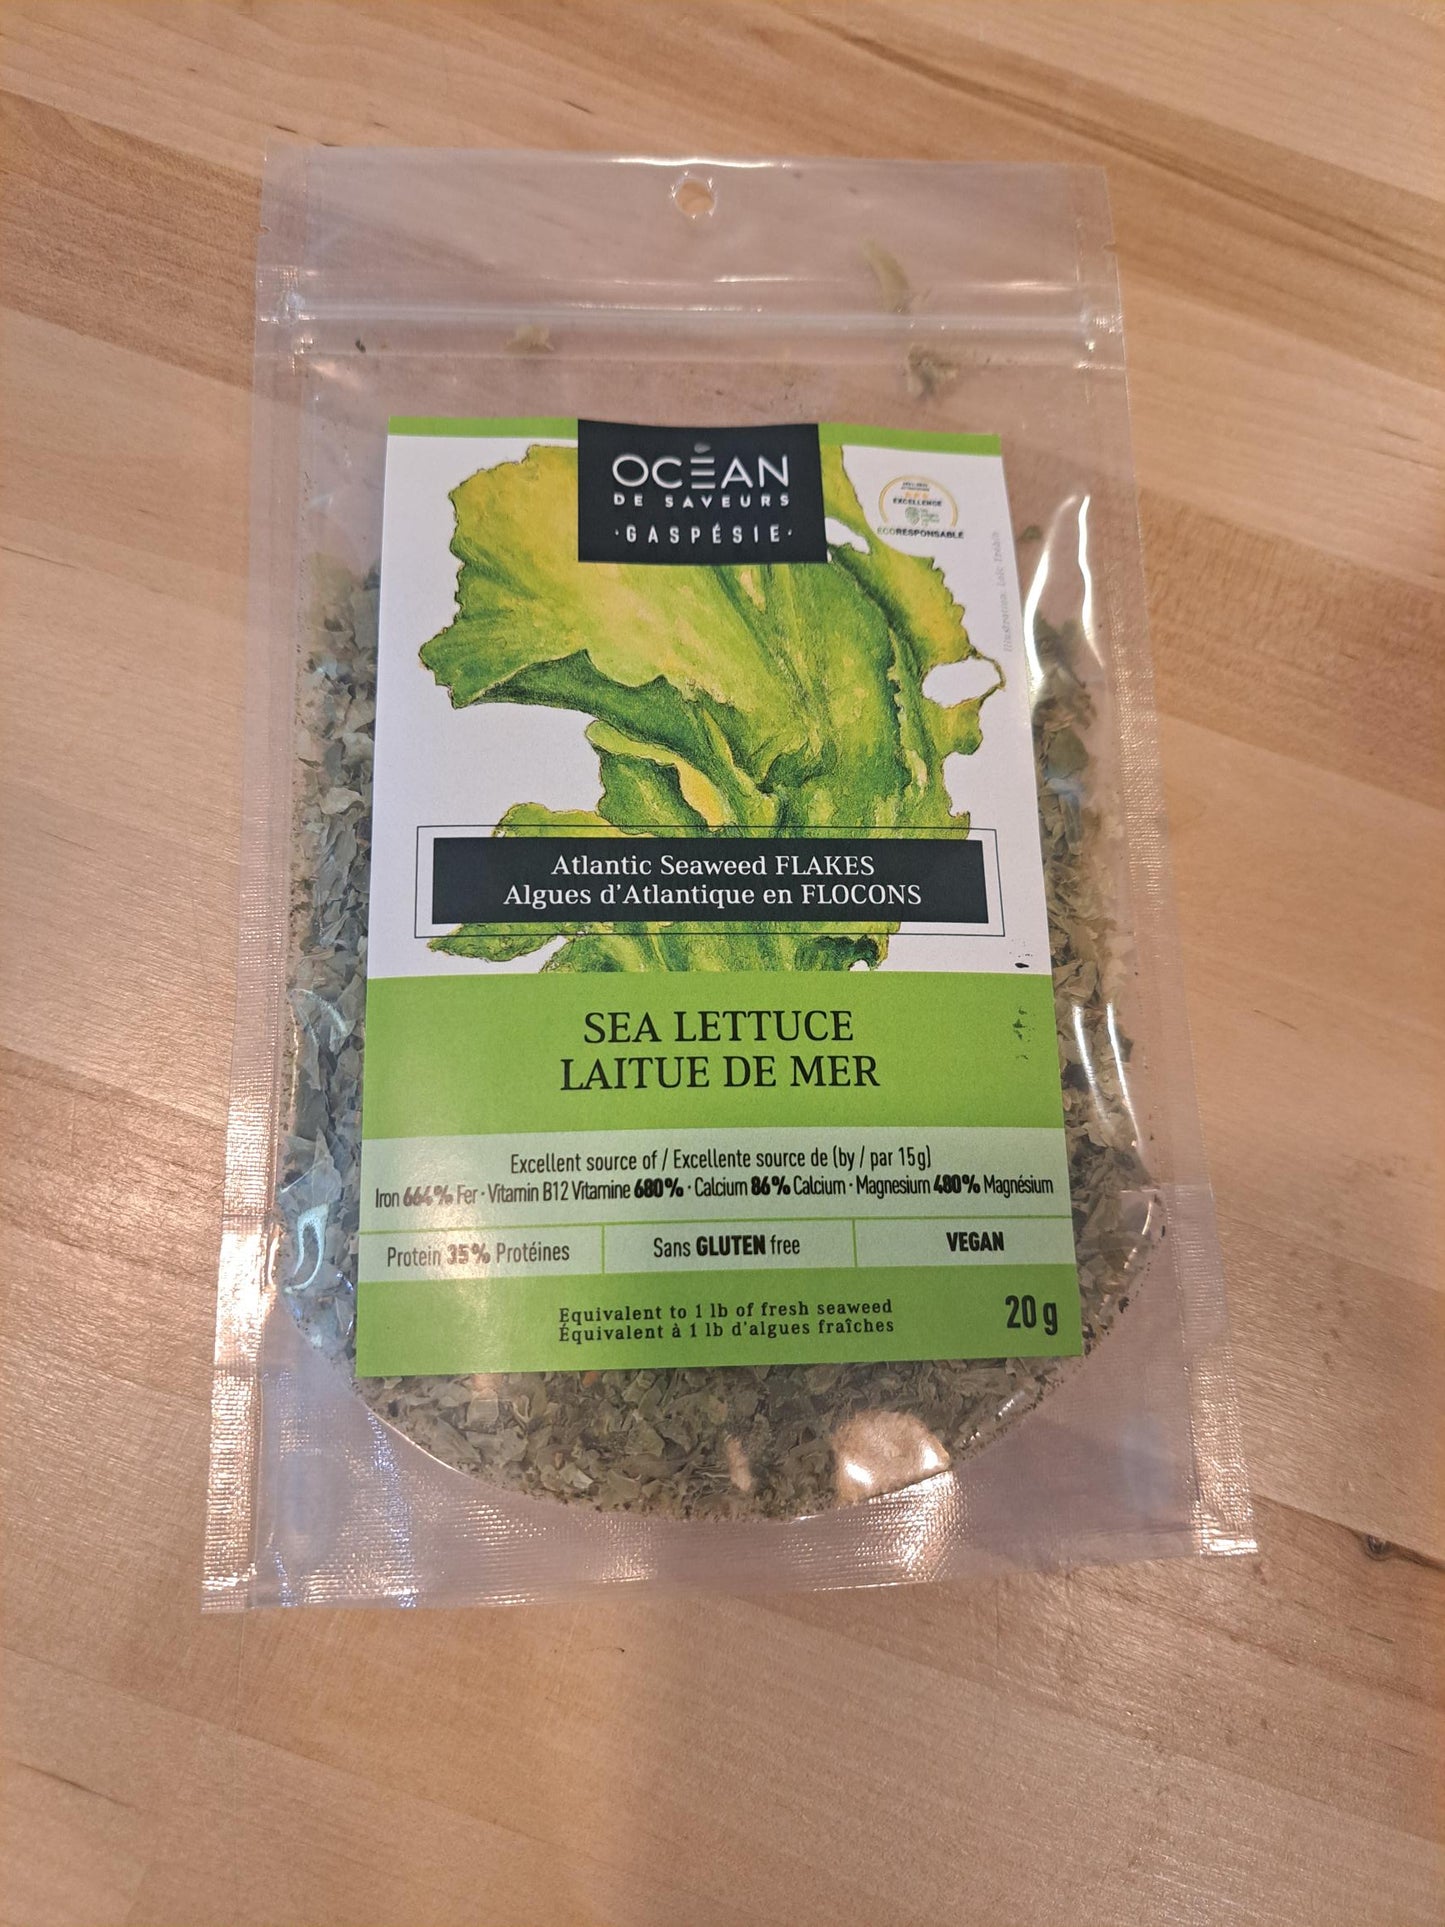 OCÉAN
DE SAVEURS
·GASPÉSIE·
EXCELLENCE
ÉCORESPONSABLE
Illustration: Loïc Trehin
Atlantic Seaweed FLAKES
Algues d'Atlantique en FLOCONS
SEA LETTUCE
LAITUE DE MER
Excellent source of / Excellente source de (by / par 15g)
Iron 664% Fer · Vitamin B12 Vitamine 680% · Calcium 86% Calcium · Magnesium 480% Magnésium
Protein 35% Protéines
Sans GLUTEN free
VEGAN
Equivalent to 1 lb of fresh seaweed
Équivalent à 1 lb d'algues fraîches
20 g